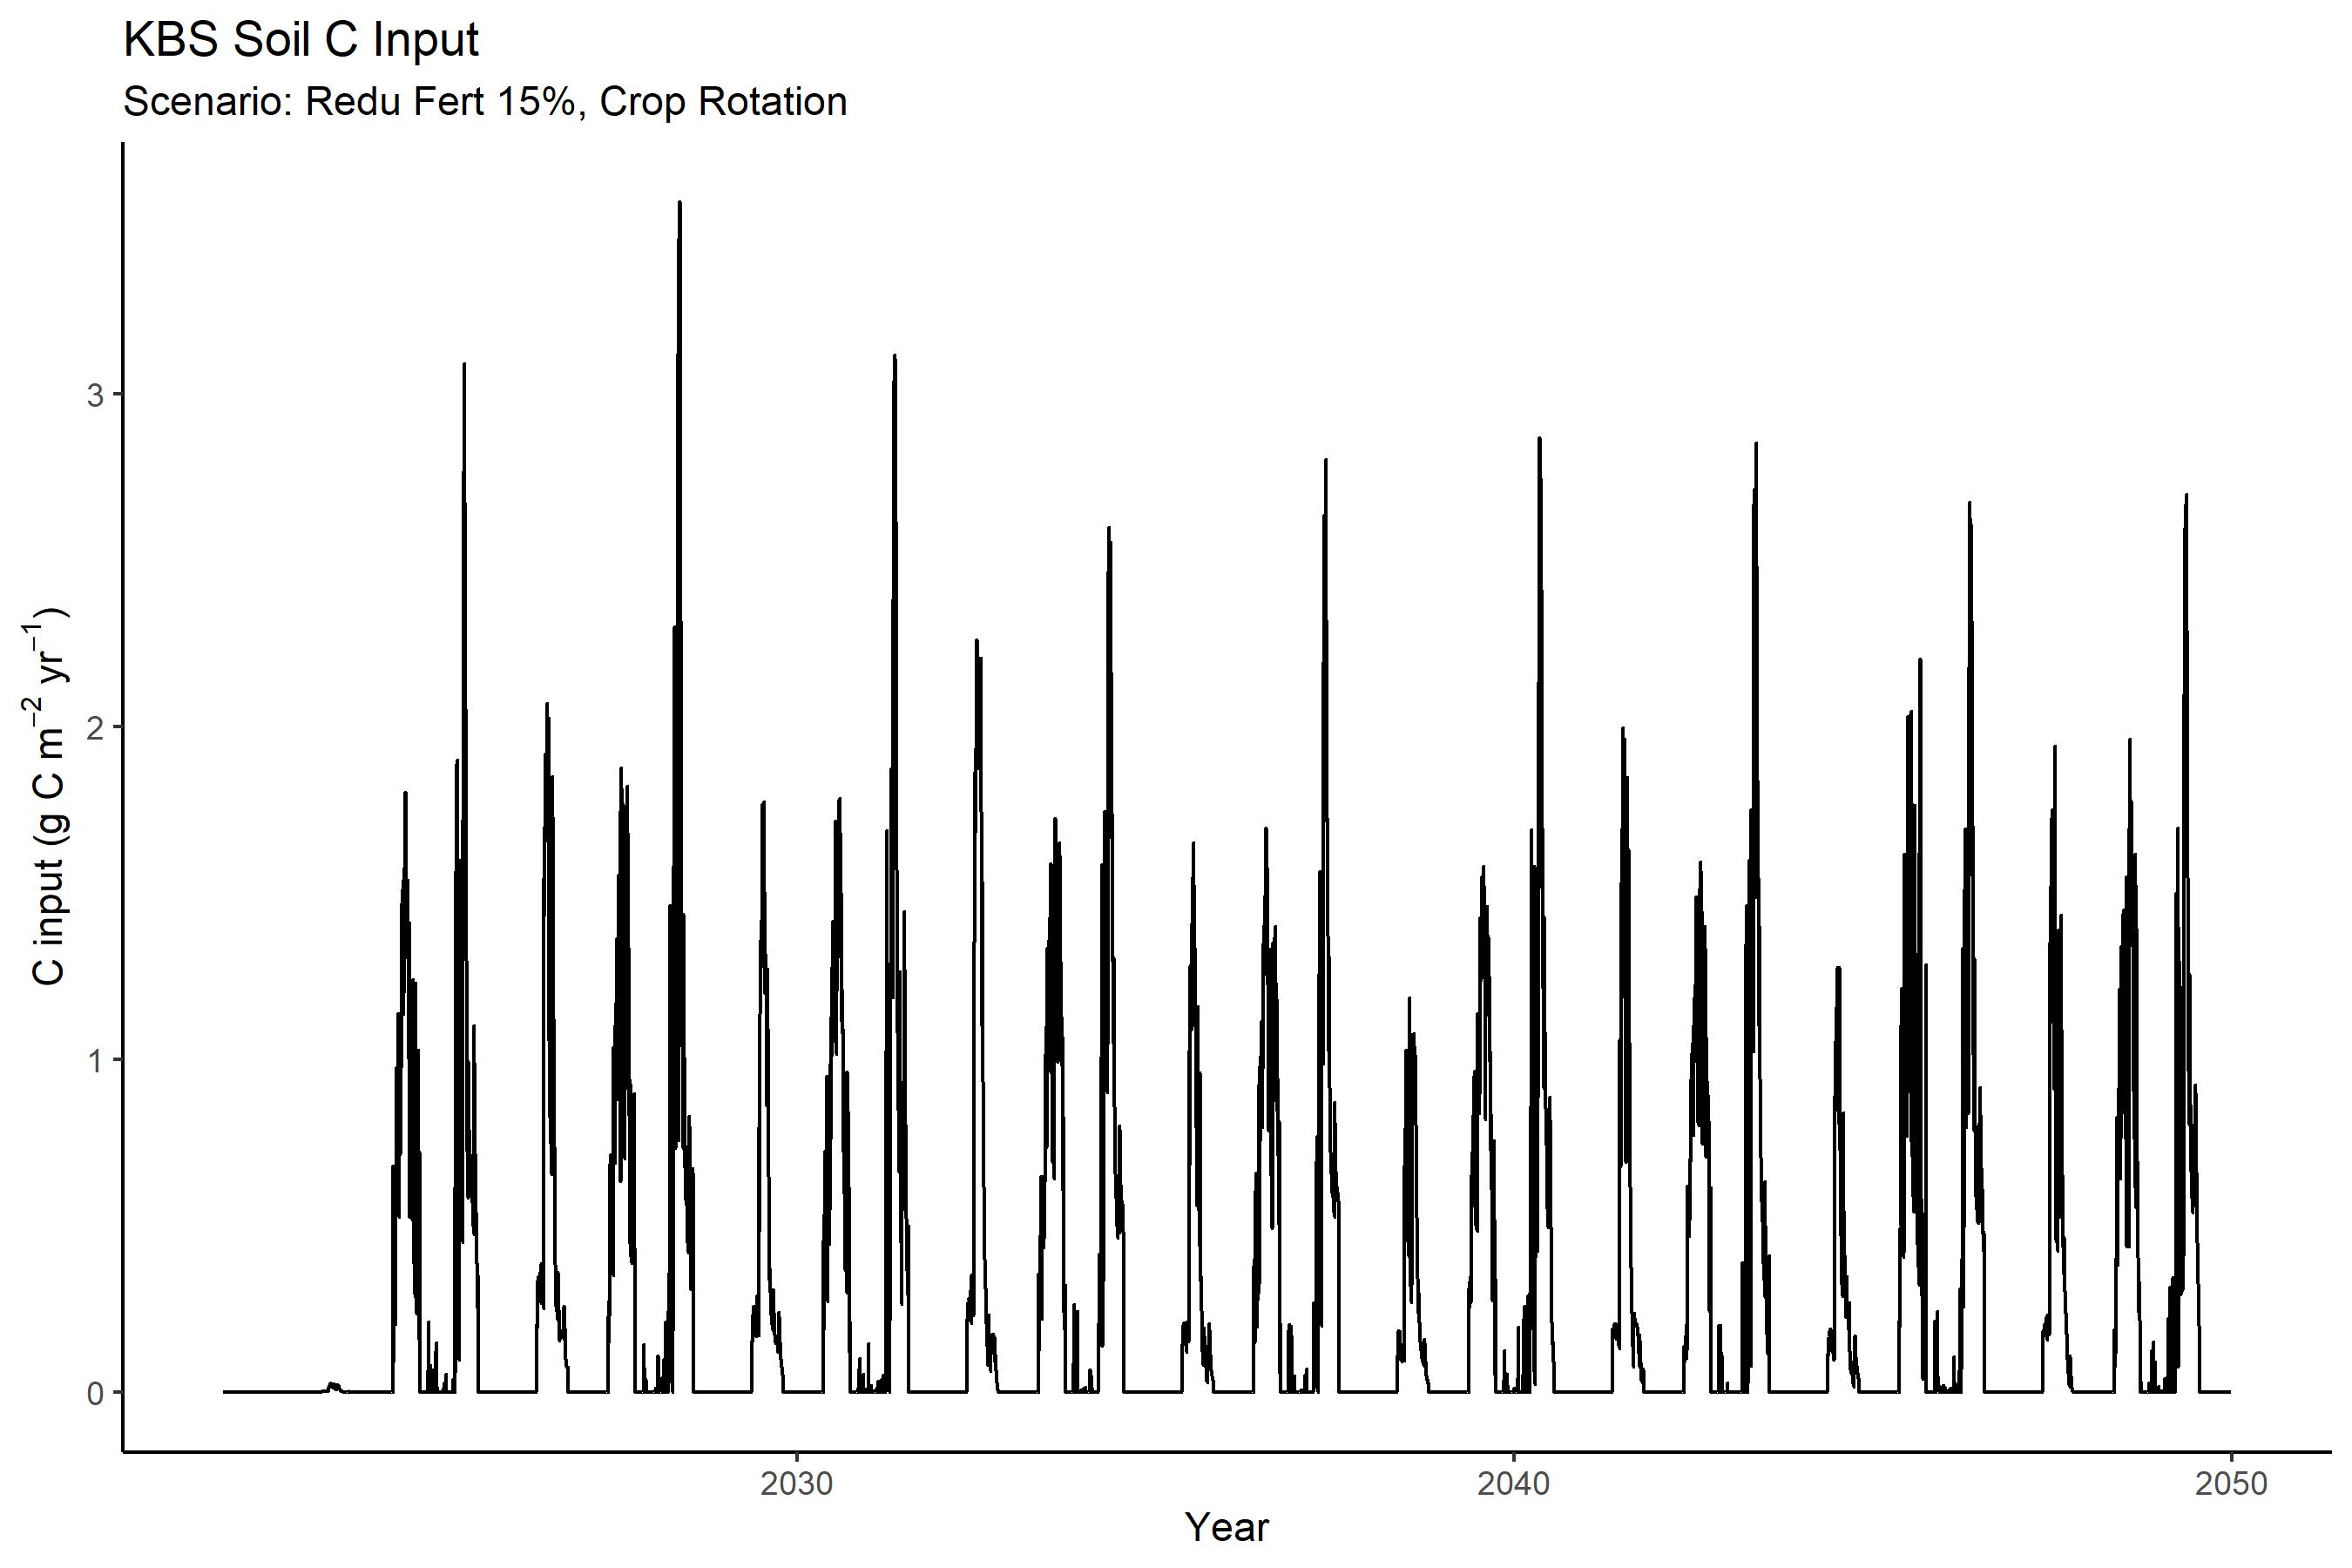 KBS Soil C Input
Scenario: Redu Fert 15%, Crop Rotation
C input (g C m⁻² yr⁻¹)
3
2
1
0
2030
2040
2050
Year